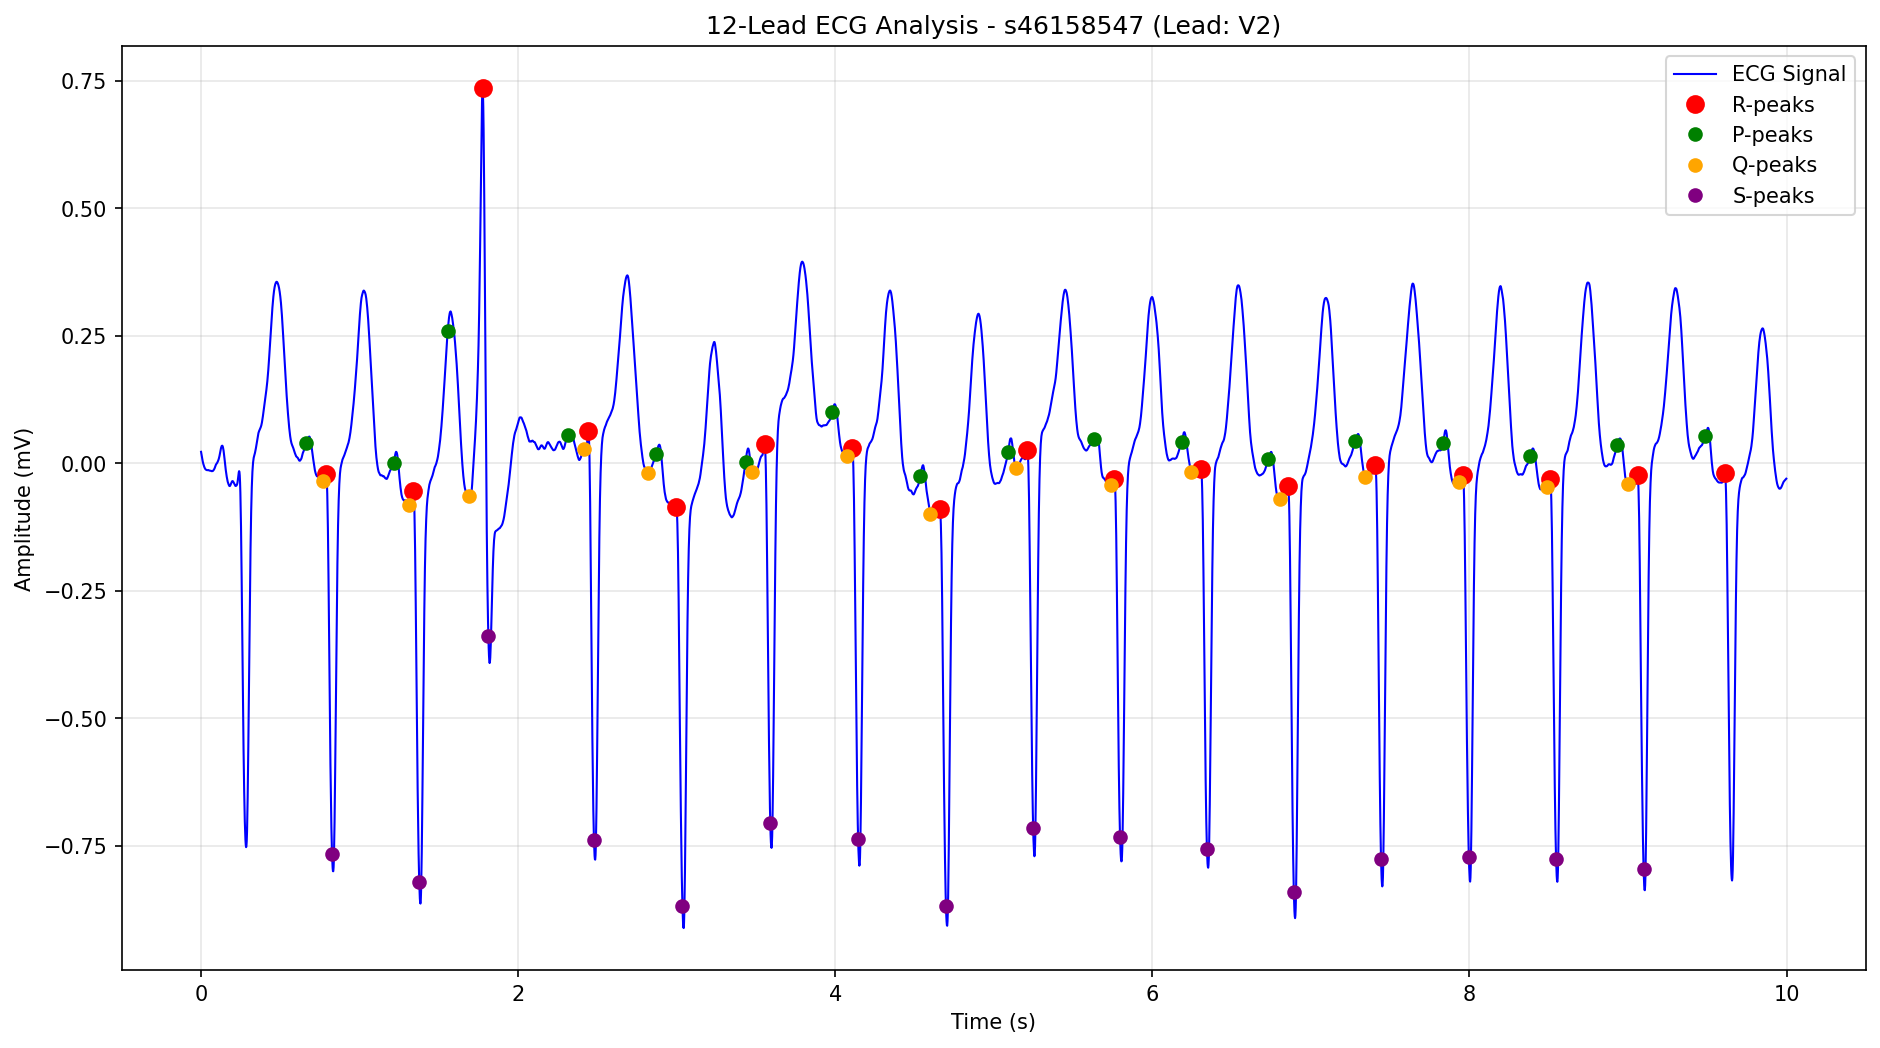 12-Lead ECG Analysis - s46158547 (Lead: V2)
ECG Signal
R-peaks
P-peaks
Q-peaks
S-peaks
Amplitude (mV)
0.75
0.50
0.25
0.00
−0.25
−0.50
−0.75
0 2 4 6 8 10
Time (s)